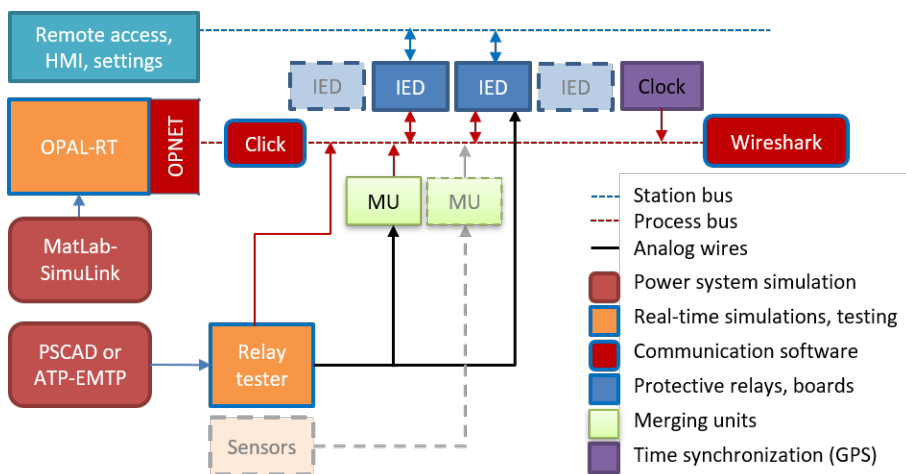 Remote access,
HMI, settings
IED
IED
IED
IED
Clock
OPAL-RT
OPNET
Click
Wireshark
MU
MU
MatLab-
SimuLink
PSCAD or
ATP-EMTP
Relay
tester
Sensors
Station bus
Process bus
Analog wires
Power system simulation
Real-time simulations, testing
Communication software
Protective relays, boards
Merging units
Time synchronization (GPS)